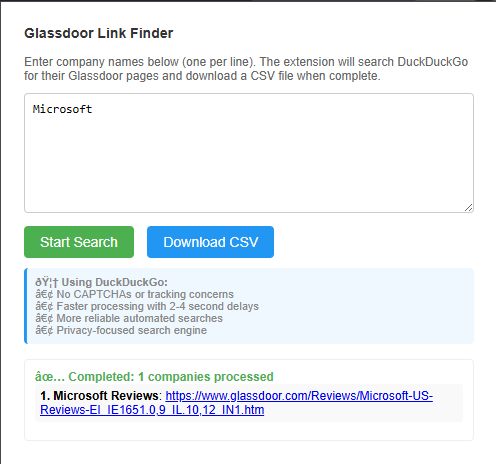 Glassdoor Link Finder
Enter company names below (one per line). The extension will search DuckDuckGo
for their Glassdoor pages and download a CSV file when complete.
Microsoft
Start Search
Download CSV
ðŸ¦† Using DuckDuckGo:
â€¢ No CAPTCHAs or tracking concerns
â€¢ Faster processing with 2-4 second delays
â€¢ More reliable automated searches
â€¢ Privacy-focused search engine
âœ… Completed: 1 companies processed
1. Microsoft Reviews: https://www.glassdoor.com/Reviews/Microsoft-US-
Reviews-EI_IE1651.0,9_IL.10,12_IN1.htm